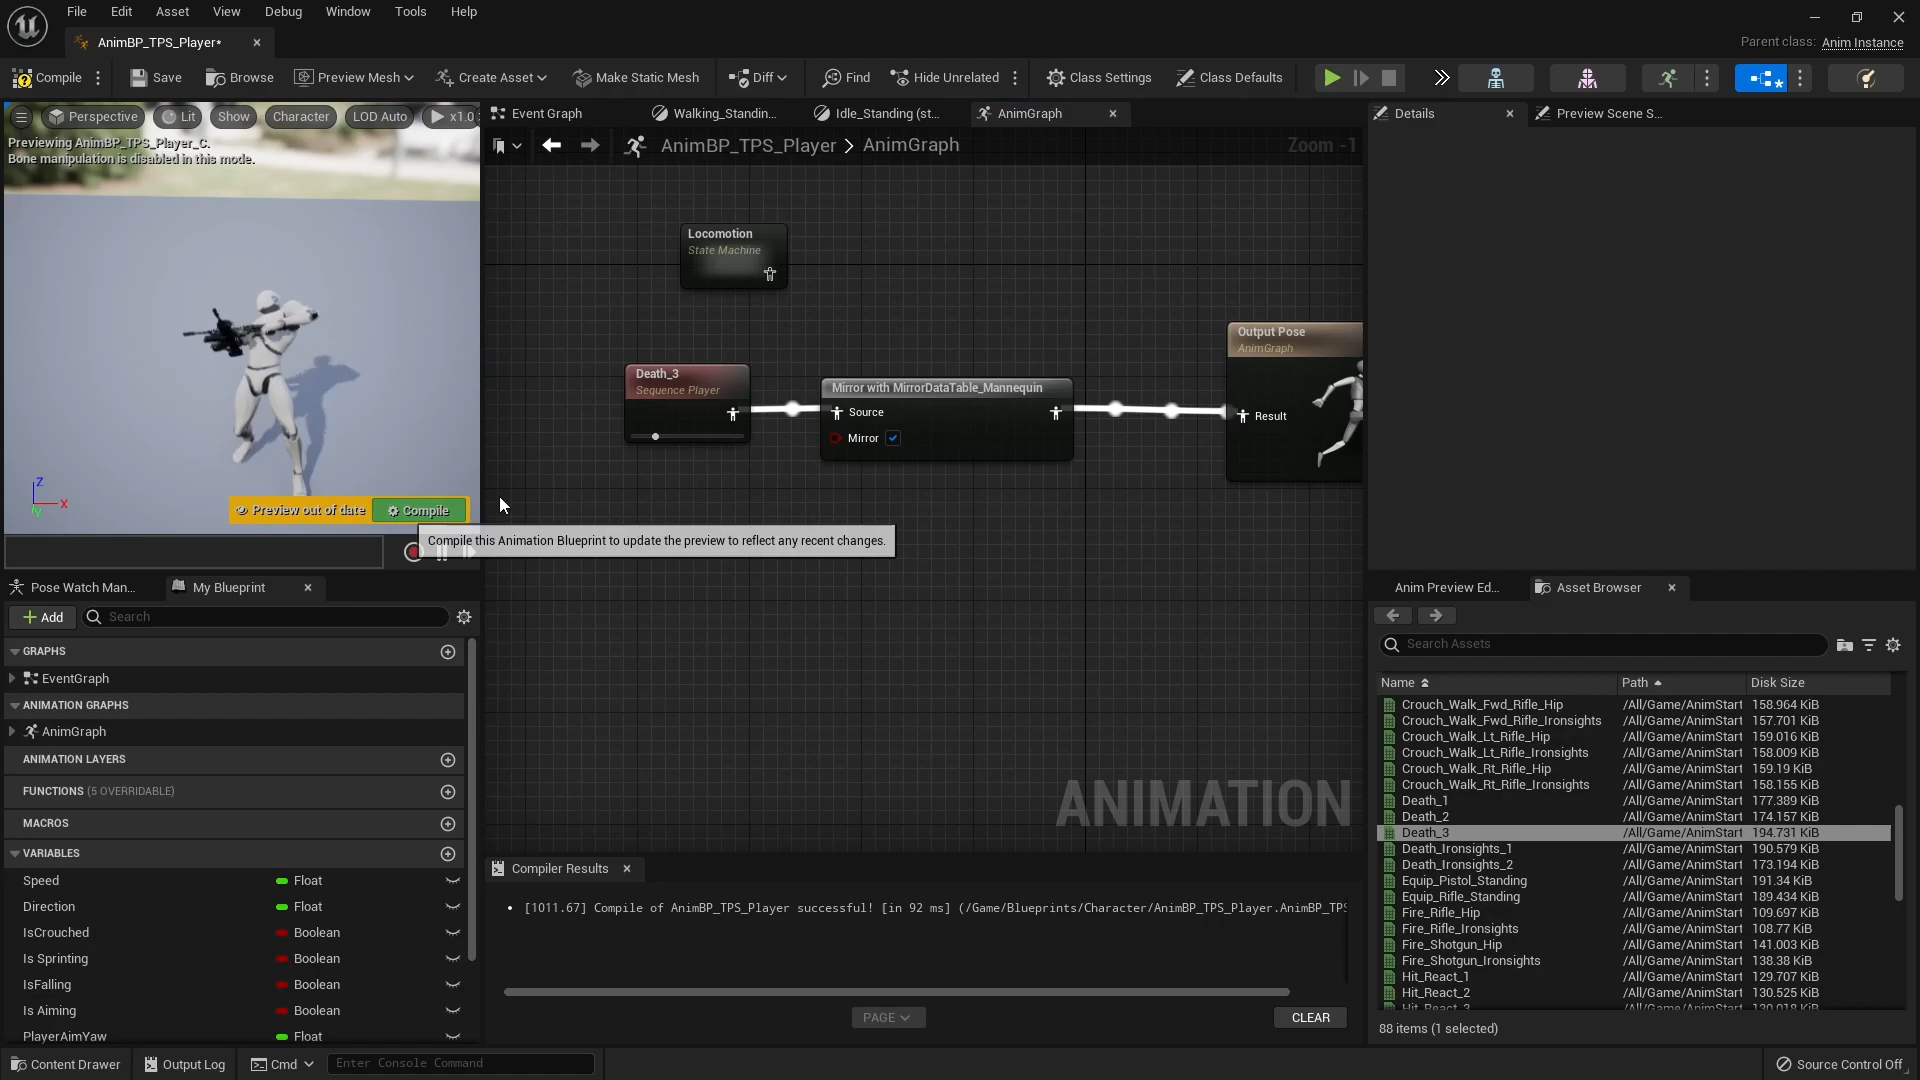 File Edit Asset View Debug Window Tools Help
AnimBP_TPS_Player*
Parent class: Anim Instance
Compile Save Browse Preview Mesh Create Asset Make Static Mesh Diff Find Hide Unrelated Class Settings Class Defaults
Perspective Lit Show Character LOD Auto x1.0
Previewing AnimBP_TPS_Player_C.
Bone manipulation is disabled in this mode.
Z
X
Y
Preview out of date Compile
Compile this Animation Blueprint to update the preview to reflect any recent changes.
Event Graph Walking_Standin... Idle_Standing (st... AnimGraph
AnimBP_TPS_Player > AnimGraph Zoom -1
Locomotion
State Machine
Death_3
Sequence Player
Mirror with MirrorDataTable_Mannequin
Source
Mirror
Output Pose
AnimGraph
Result
ANIMATION
Compiler Results
[1011.67] Compile of AnimBP_TPS_Player successful! [in 92 ms] (/Game/Blueprints/Character/AnimBP_TPS_Player.AnimBP_TPS
PAGE CLEAR
Pose Watch Man... My Blueprint
Add Search
GRAPHS
EventGraph
ANIMATION GRAPHS
AnimGraph
ANIMATION LAYERS
FUNCTIONS (5 OVERRIDABLE)
MACROS
VARIABLES
Speed Float
Direction Float
IsCrouched Boolean
Is Sprinting Boolean
IsFalling Boolean
Is Aiming Boolean
PlayerAimYaw Float
Details Preview Scene S...
Anim Preview Ed... Asset Browser
Search Assets
Name Path Disk Size
Crouch_Walk_Fwd_Rifle_Hip /All/Game/AnimStart 158.964 KiB
Crouch_Walk_Fwd_Rifle_Ironsights /All/Game/AnimStart 157.701 KiB
Crouch_Walk_Lt_Rifle_Hip /All/Game/AnimStart 159.016 KiB
Crouch_Walk_Lt_Rifle_Ironsights /All/Game/AnimStart 158.009 KiB
Crouch_Walk_Rt_Rifle_Hip /All/Game/AnimStart 159.19 KiB
Crouch_Walk_Rt_Rifle_Ironsights /All/Game/AnimStart 158.155 KiB
Death_1 /All/Game/AnimStart 177.389 KiB
Death_2 /All/Game/AnimStart 174.157 KiB
Death_3 /All/Game/AnimStart 194.731 KiB
Death_Ironsights_1 /All/Game/AnimStart 190.579 KiB
Death_Ironsights_2 /All/Game/AnimStart 173.194 KiB
Equip_Pistol_Standing /All/Game/AnimStart 191.34 KiB
Equip_Rifle_Standing /All/Game/AnimStart 189.434 KiB
Fire_Rifle_Hip /All/Game/AnimStart 109.697 KiB
Fire_Rifle_Ironsights /All/Game/AnimStart 108.77 KiB
Fire_Shotgun_Hip /All/Game/AnimStart 141.003 KiB
Fire_Shotgun_Ironsights /All/Game/AnimStart 138.38 KiB
Hit_React_1 /All/Game/AnimStart 129.707 KiB
Hit_React_2 /All/Game/AnimStart 130.525 KiB
Hit_React_3 /All/Game/AnimStart 130.018 KiB
88 items (1 selected)
Content Drawer Output Log Cmd Enter Console Command Source Control Off